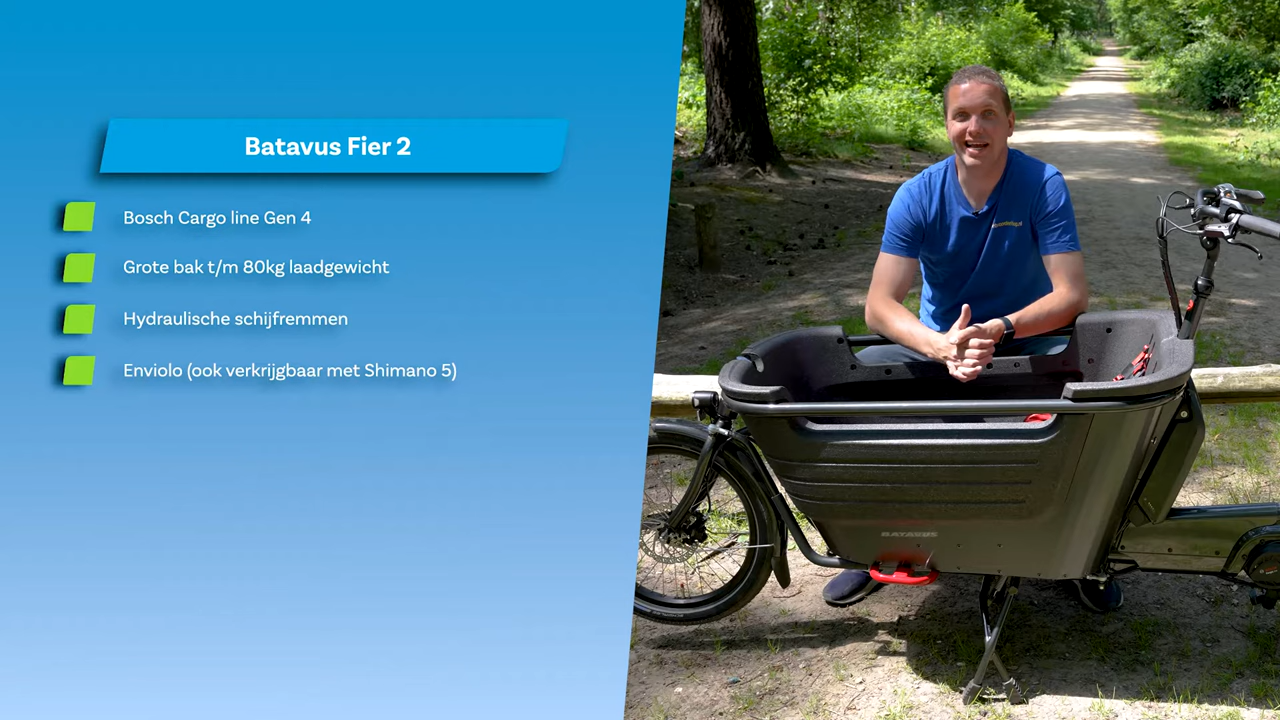 Batavus Fier 2
Bosch Cargo line Gen 4
Grote bak t/m 80kg laadgewicht
Hydraulische schijfremmen
Enviolo (ook verkrijgbaar met Shimano 5)
BATAVUS